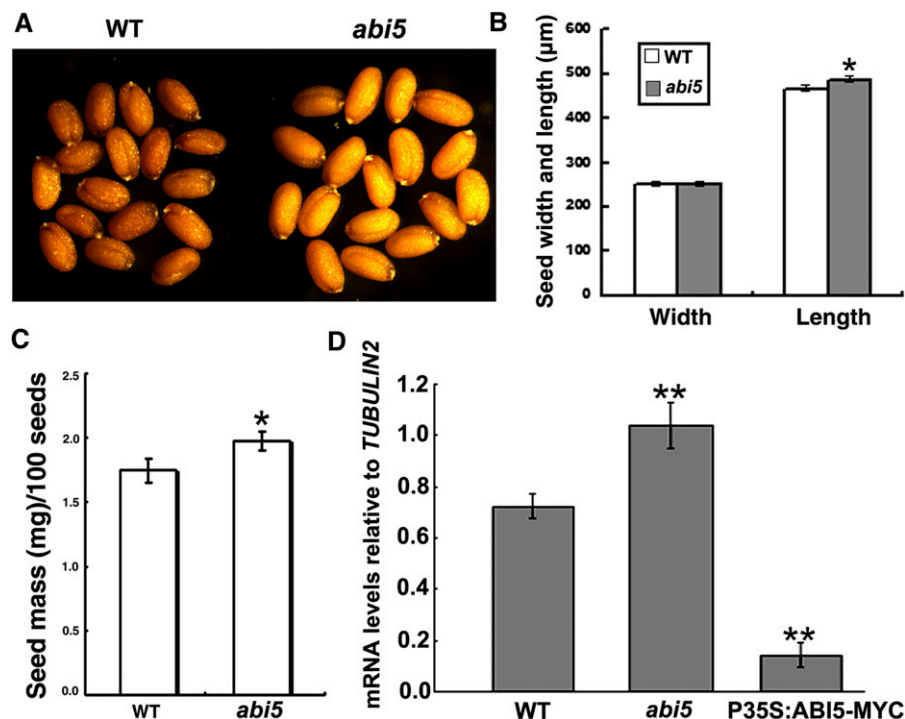 A
WT
abi5
B
Seed width and length (µm)
600
500
400
300
200
100
0
WT
abi5
*
Width
Length
C
Seed mass (mg)/100 seeds
2.5
2.0
1.5
1.0
0.5
0.0
*
WT
abi5
D
mRNA levels relative to TUBULIN2
1.2
1.0
0.8
0.6
0.4
0.2
0.0
**
**
WT
abi5
P35S:ABI5-MYC